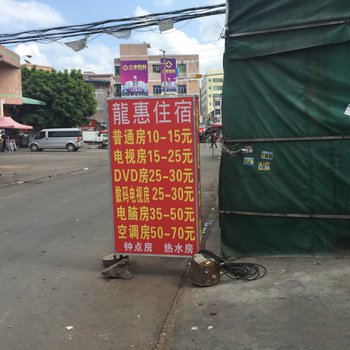 龍惠住宿
普通房10-15元
电视房15-25元
DVD房25-30元
数码电视房25-30元
电脑房35-50元
空调房50-70元
钟点房 热水房